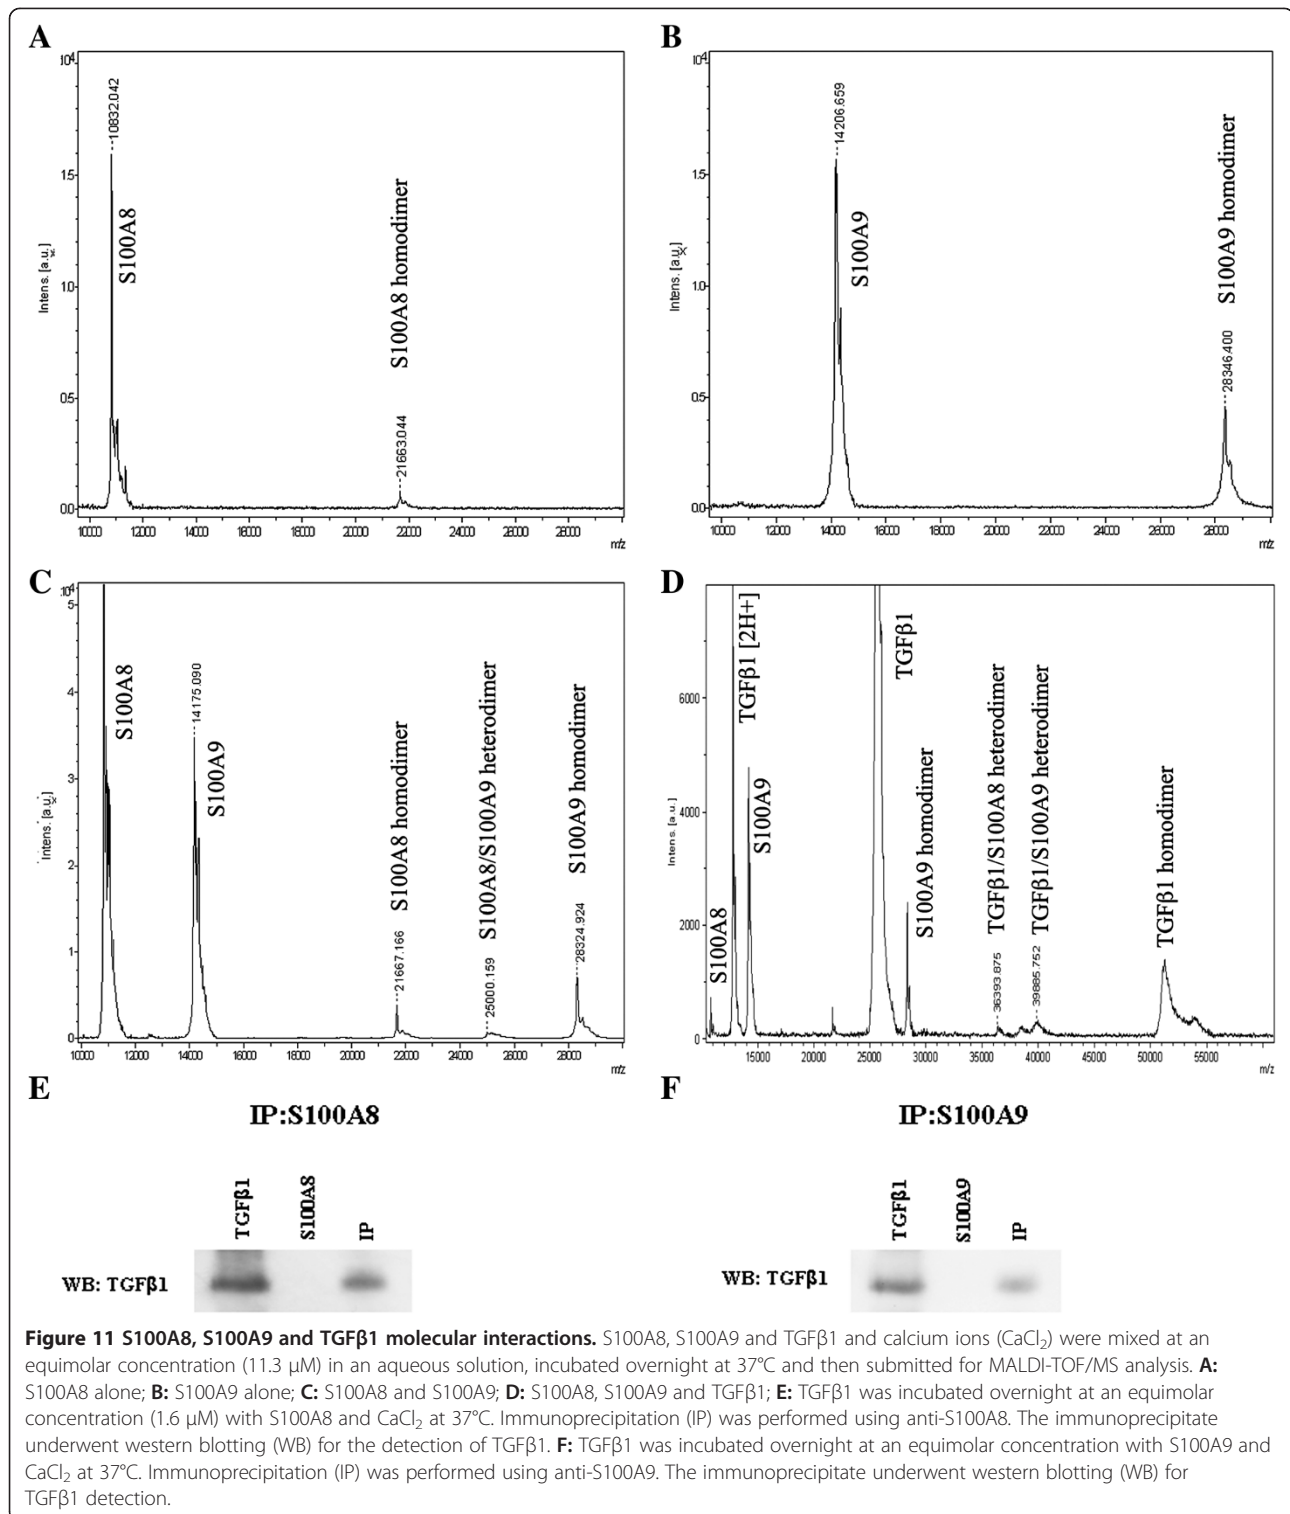 A
10^4
1.5
1.0
0.5
0.0
Intens. [a.u.]
10832.042
S100A8
21663.044
S100A8 homodimer
10000 12000 14000 16000 18000 20000 22000 24000 26000 28000
m/z
B
10^4
1.5
1.0
0.5
0.0
Intens. [a.u.]
14206.659
S100A9
28346.400
S100A9 homodimer
10000 12000 14000 16000 18000 20000 22000 24000 26000 28000
m/z
C
10^4
5
4
3
2
1
0
Intens. [a.u.]
S100A8
14175.090
S100A9
21667.166
S100A8 homodimer
25000.159
S100A8/S100A9 heterodimer
28324.924
S100A9 homodimer
10000 12000 14000 16000 18000 20000 22000 24000 26000 28000
m/z
D
6000
4000
2000
0
Intens. [a.u.]
S100A8
TGFβ1 [2H+]
S100A9
TGFβ1
S100A9 homodimer
36393.875
TGFβ1/S100A8 heterodimer
39885.752
TGFβ1/S100A9 heterodimer
TGFβ1 homodimer
15000 20000 25000 30000 35000 40000 45000 50000 55000
m/z
E
IP:S100A8
TGFβ1
S100A8
IP
WB: TGFβ1
F
IP:S100A9
TGFβ1
S100A9
IP
WB: TGFβ1
Figure 11 S100A8, S100A9 and TGFβ1 molecular interactions. S100A8, S100A9 and TGFβ1 and calcium ions (CaCl₂) were mixed at an
equimolar concentration (11.3 μM) in an aqueous solution, incubated overnight at 37°C and then submitted for MALDI-TOF/MS analysis. A:
S100A8 alone; B: S100A9 alone; C: S100A8 and S100A9; D: S100A8, S100A9 and TGFβ1; E: TGFβ1 was incubated overnight at an equimolar
concentration (1.6 μM) with S100A8 and CaCl₂ at 37°C. Immunoprecipitation (IP) was performed using anti-S100A8. The immunoprecipitate
underwent western blotting (WB) for the detection of TGFβ1. F: TGFβ1 was incubated overnight at an equimolar concentration with S100A9 and
CaCl₂ at 37°C. Immunoprecipitation (IP) was performed using anti-S100A9. The immunoprecipitate underwent western blotting (WB) for
TGFβ1 detection.